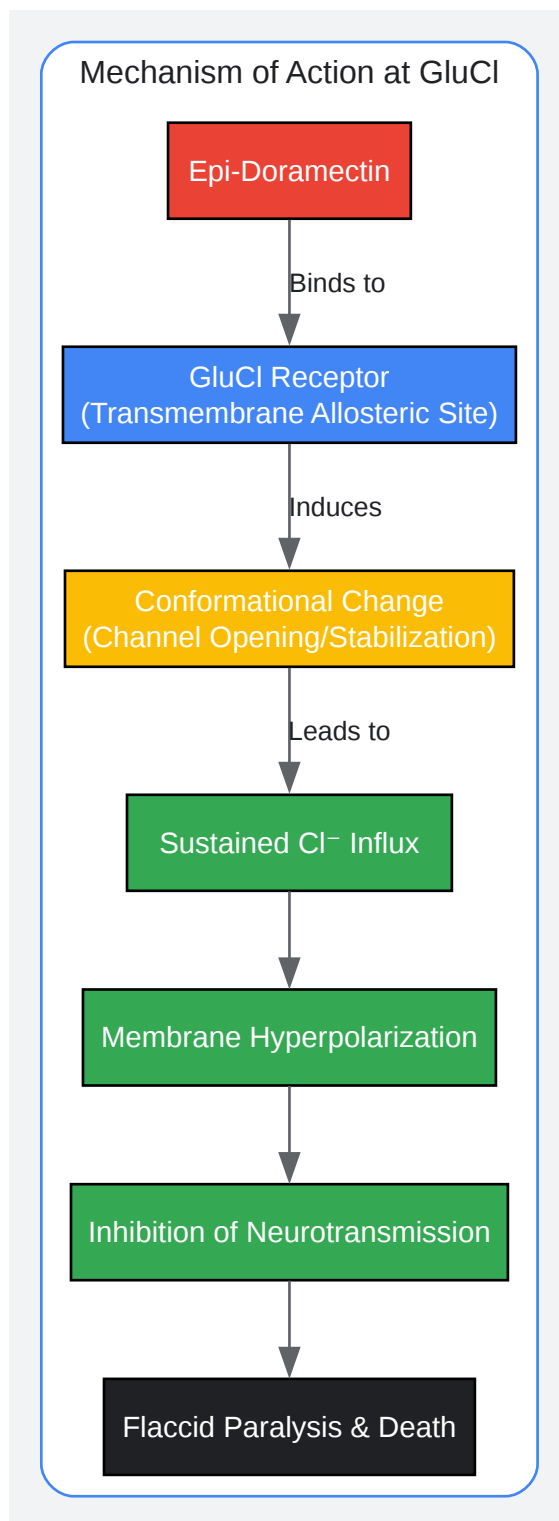 Mechanism of Action at GluCl
Epi-Doramectin
Binds to
GluCl Receptor
(Transmembrane Allosteric Site)
Induces
Conformational Change
(Channel Opening/Stabilization)
Leads to
Sustained Cl⁻ Influx
Membrane Hyperpolarization
Inhibition of Neurotransmission
Flaccid Paralysis & Death